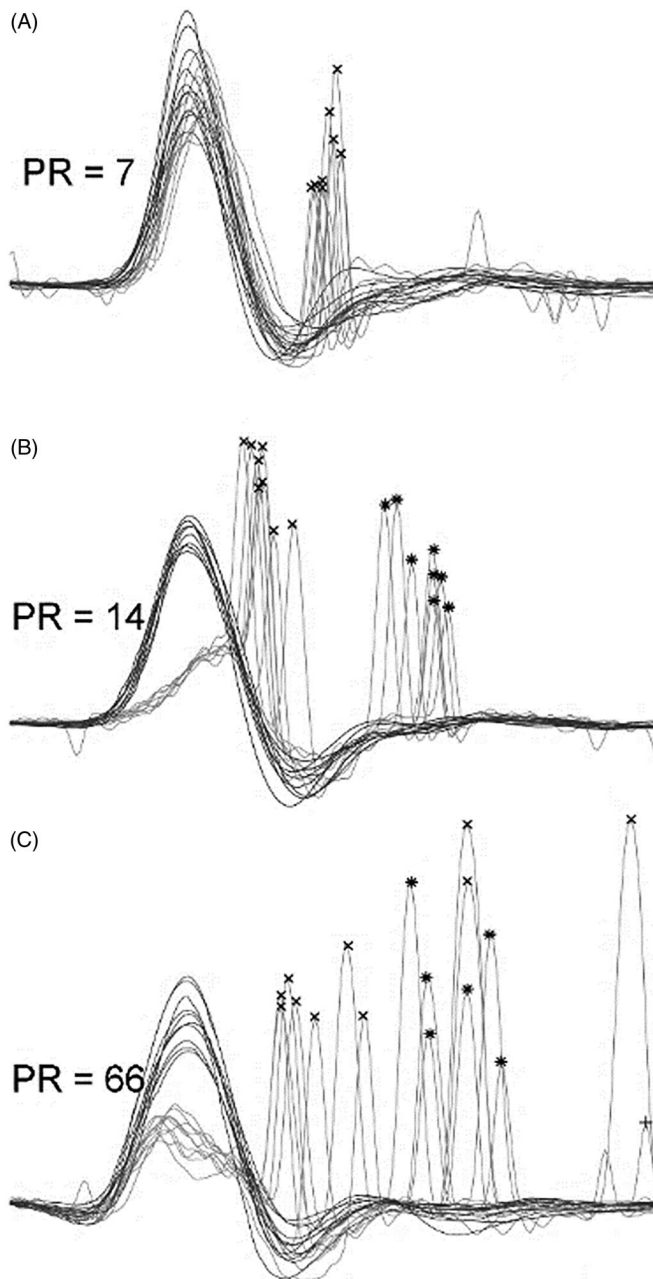 (A)
PR = 7
(B)
PR = 14
(C)
PR = 66